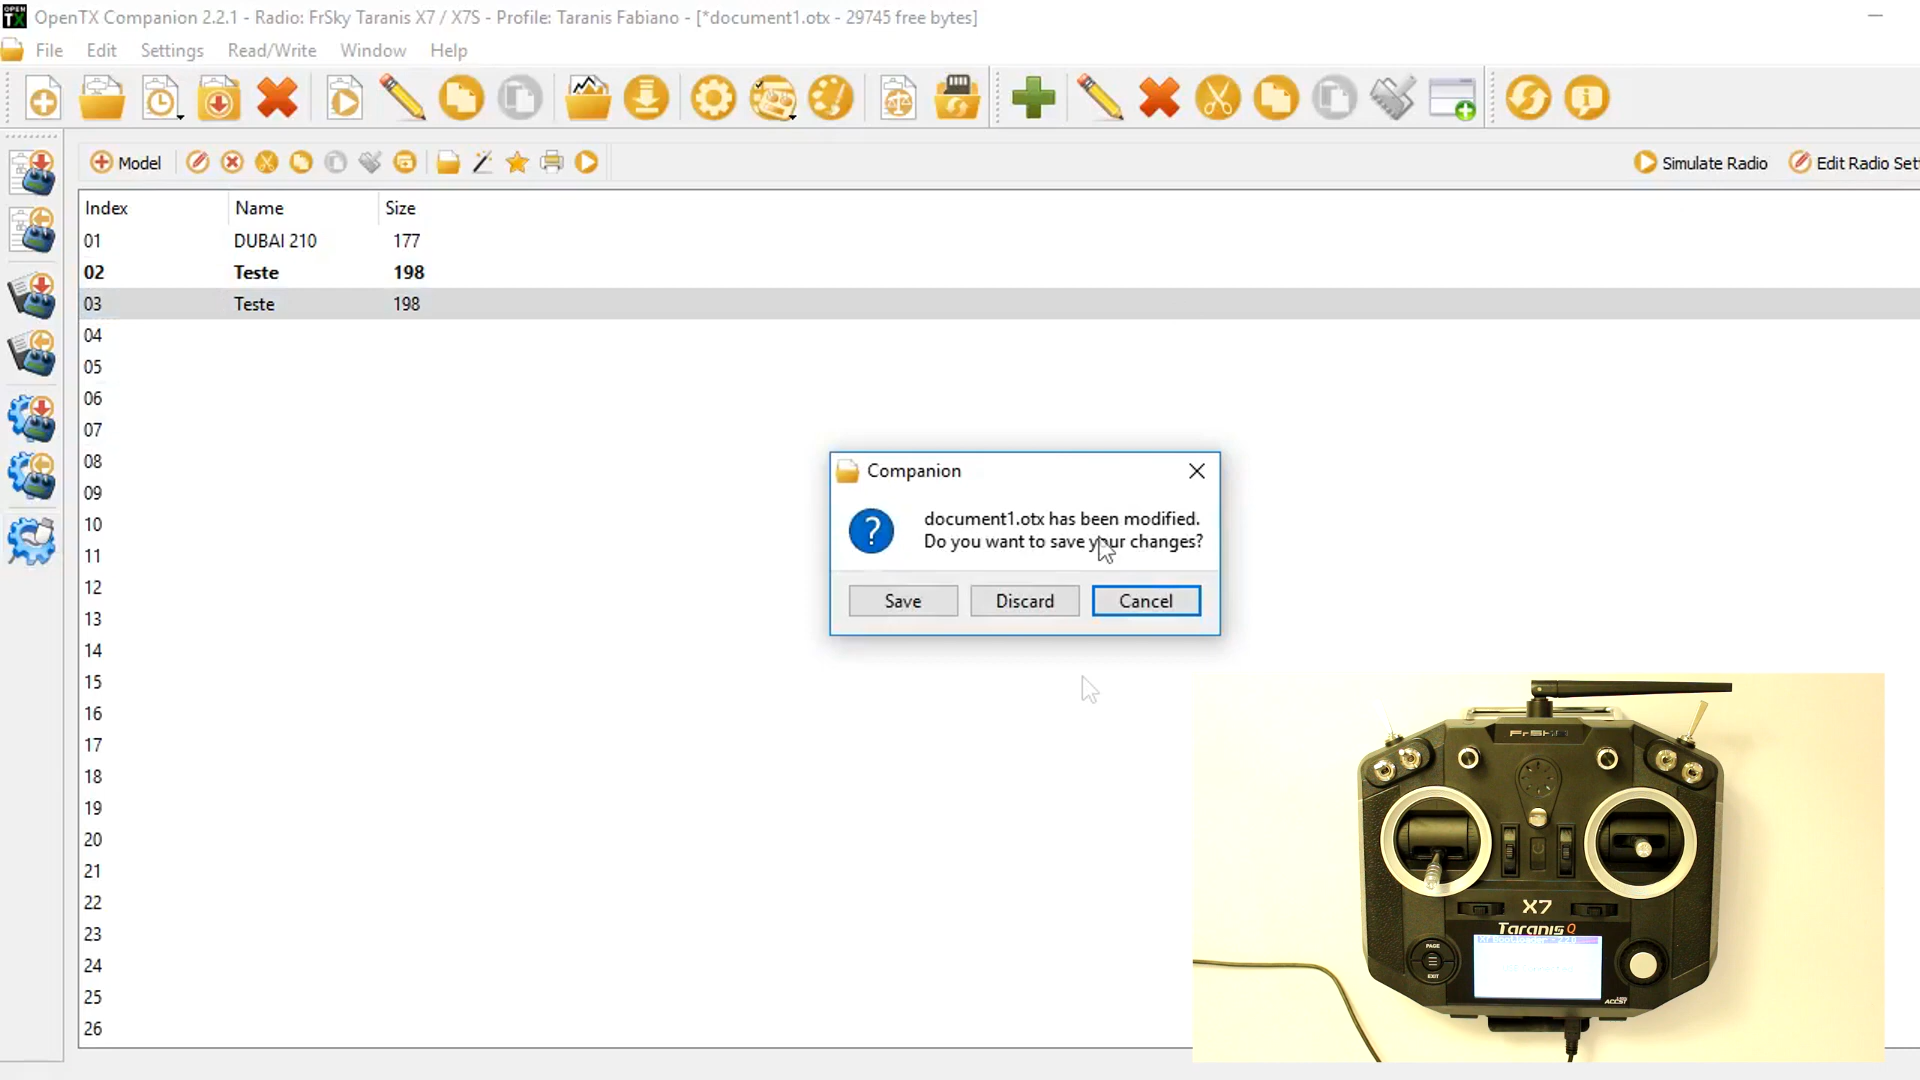 OpenTX Companion 2.2.1 - Radio: FrSky Taranis X7 / X7S - Profile: Taranis Fabiano - [*document1.otx - 29745 free bytes]
File Edit Settings Read/Write Window Help
Model
Simulate Radio
Edit Radio Set
Index Name Size
01 DUBAI 210 177
02 Teste 198
03 Teste 198
04
05
06
07
08
09
10
11
12
13
14
15
16
17
18
19
20
21
22
23
24
25
26
Companion
document1.otx has been modified.
Do you want to save your changes?
Save Discard Cancel
FrSky
X7
Taranis Q
PAGE
EXIT
ACCST